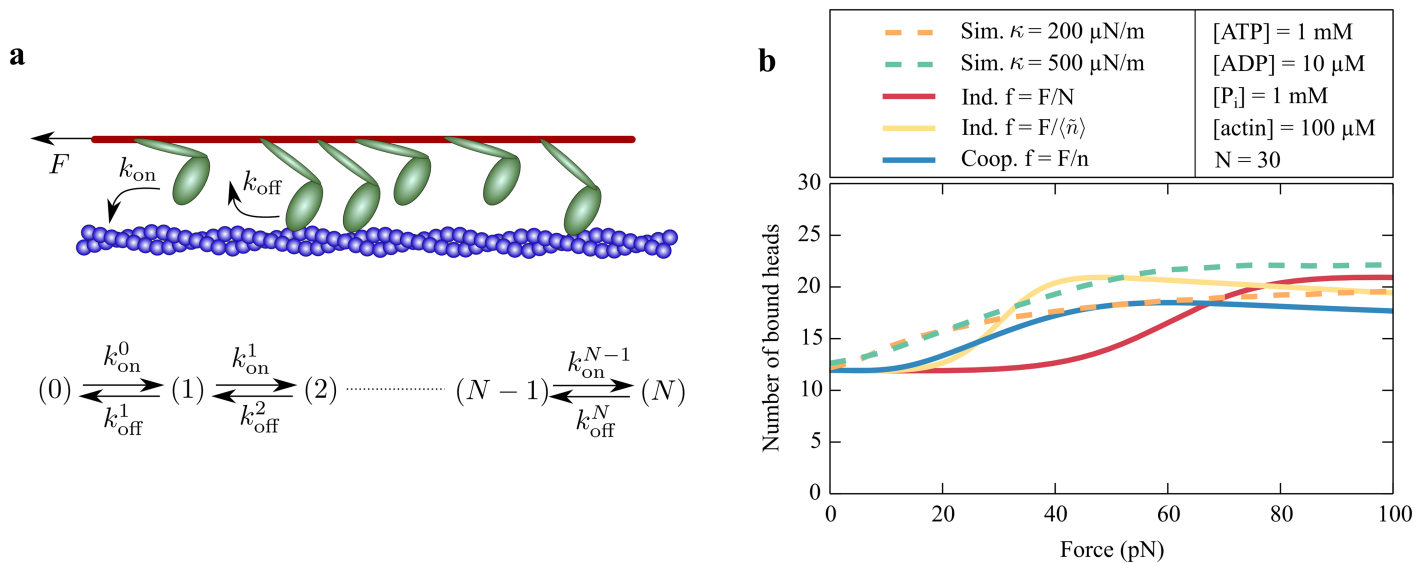 a
F
k_on
k_off
k_on^0 k_on^1 k_on^{N−1}
(0) (1) (2) (N − 1) (N)
k_off^1 k_off^2 k_off^N
b
Sim. κ = 200 µN/m
Sim. κ = 500 µN/m
Ind. f = F/N
Ind. f = F/⟨ñ⟩
Coop. f = F/n
[ATP] = 1 mM
[ADP] = 10 µM
[P_i] = 1 mM
[actin] = 100 µM
N = 30
Number of bound heads
30
25
20
15
10
5
0
0 20 40 60 80 100
Force (pN)